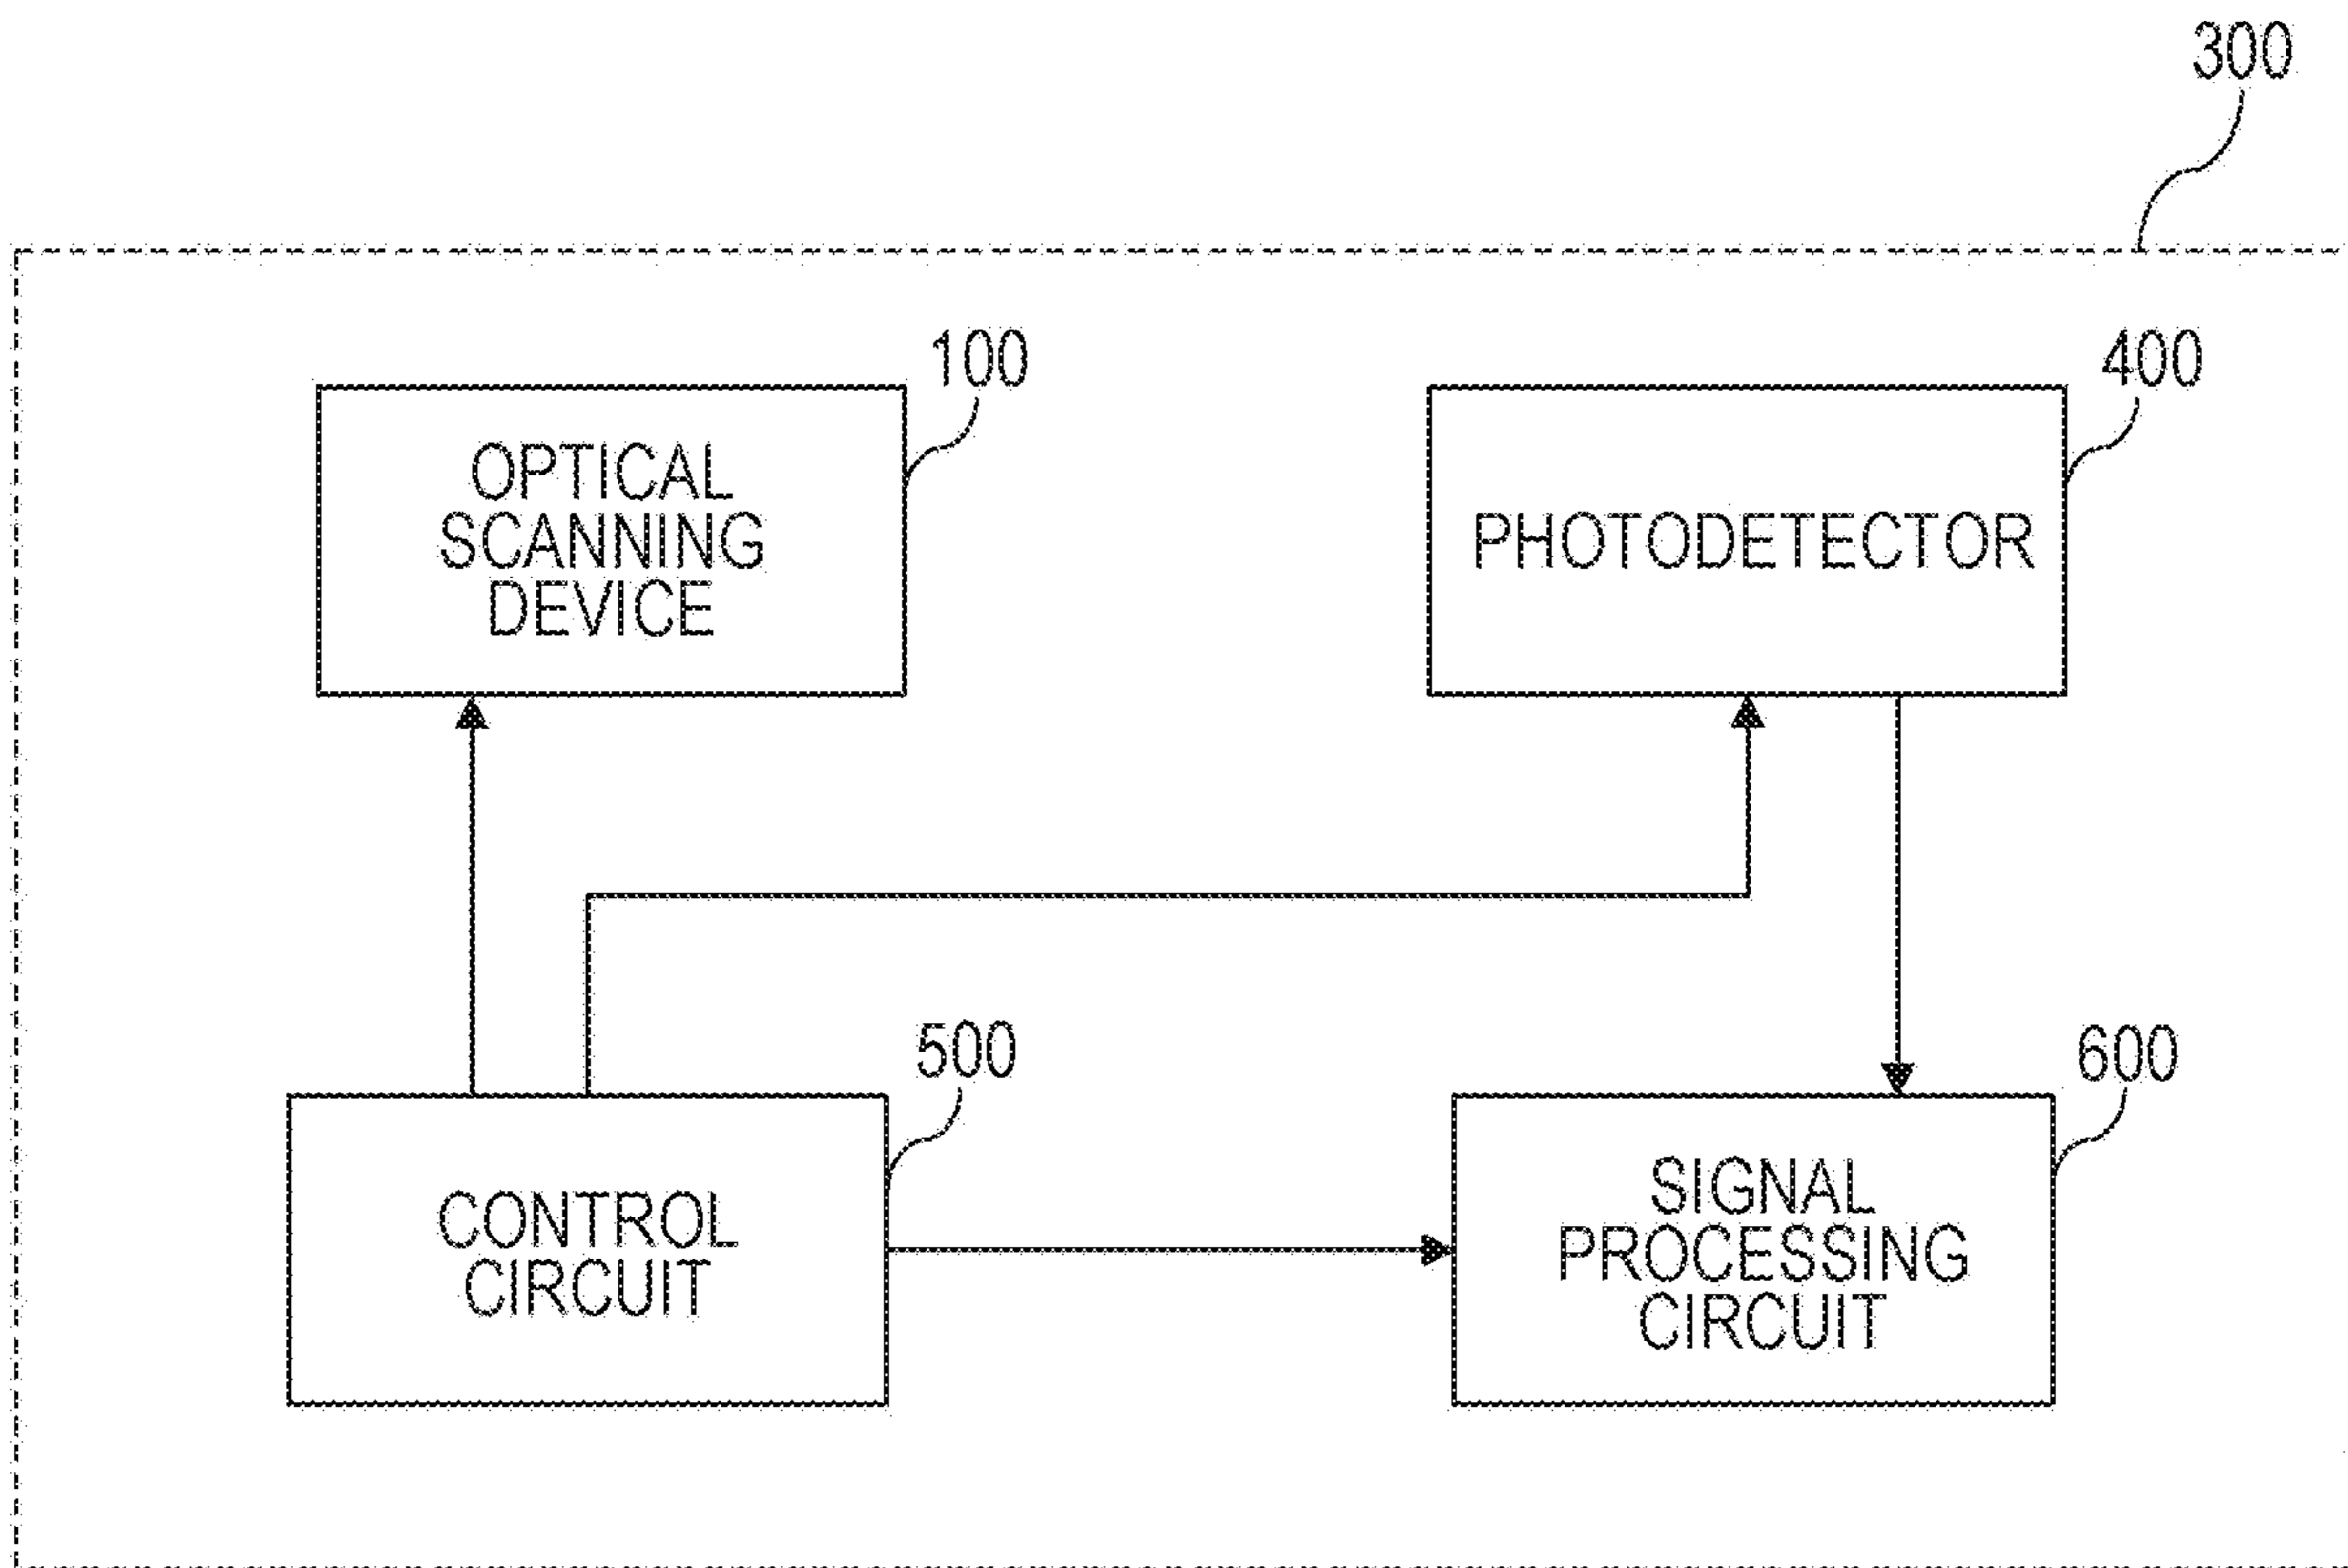 300
100
400
OPTICAL
SCANNING
DEVICE
PHOTODETECTOR
500
600
CONTROL
CIRCUIT
SIGNAL
PROCESSING
CIRCUIT